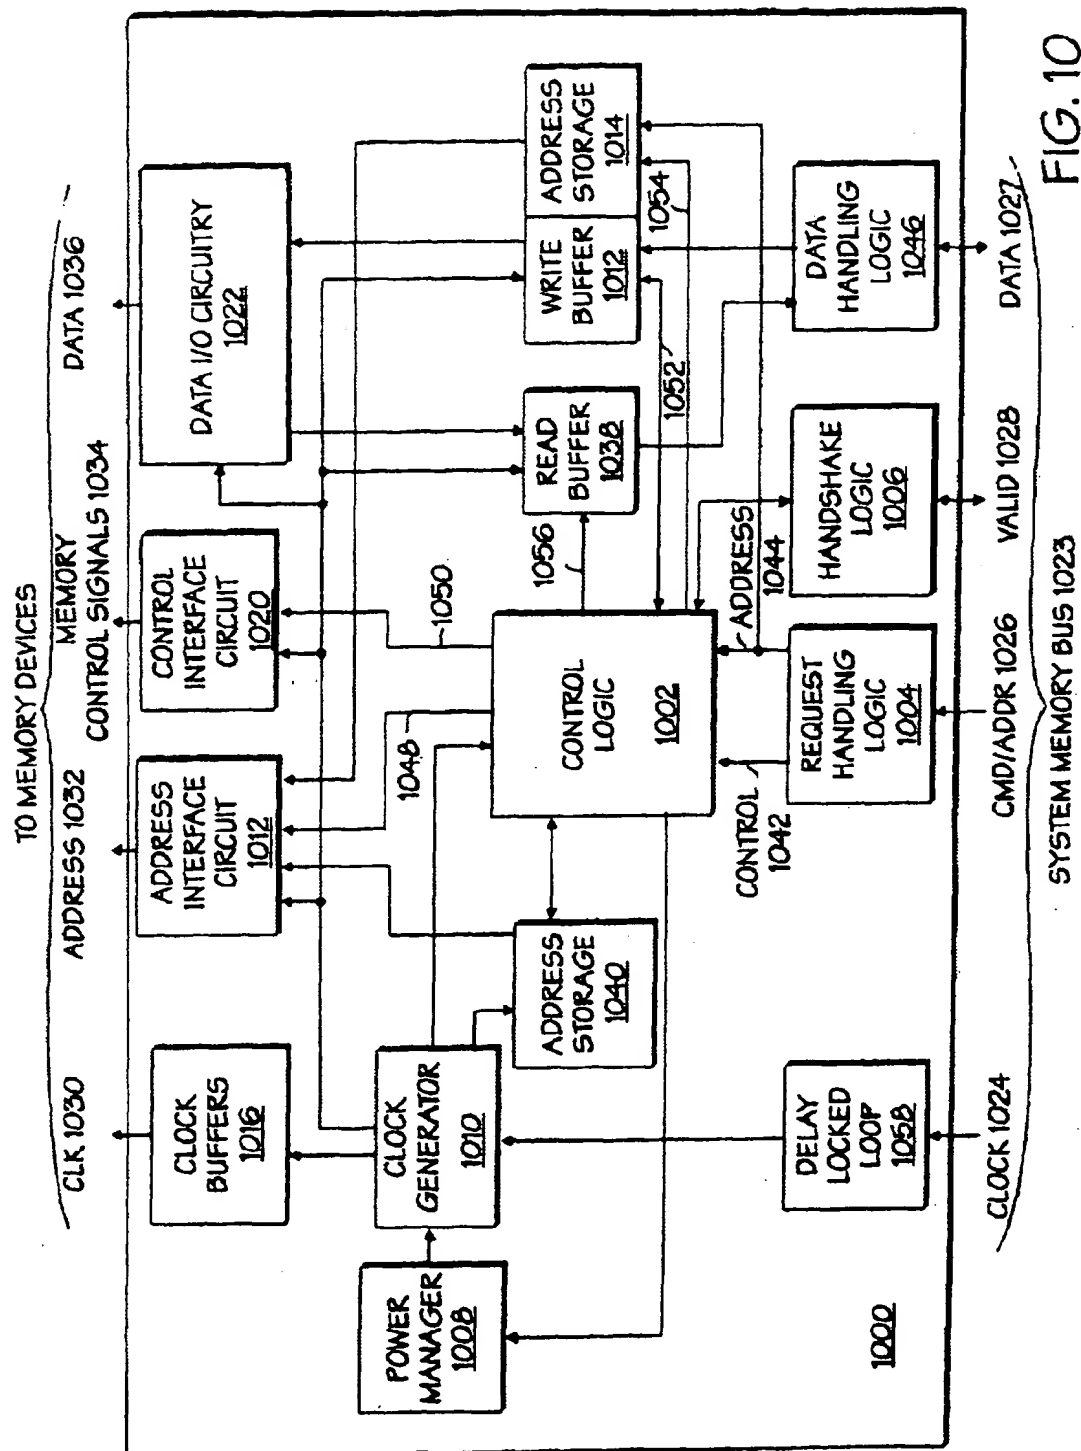 TO MEMORY DEVICES
CLK 1030
ADDRESS 1032
MEMORY
CONTROL SIGNALS 1034
DATA 1036
CLOCK
BUFFERS
1016
ADDRESS
INTERFACE
CIRCUIT
1012
CONTROL
INTERFACE
CIRCUIT
1020
DATA I/O CIRCUITRY
1022
POWER
MANAGER
1008
CLOCK
GENERATOR
1010
1048
1050
ADDRESS
STORAGE
1040
CONTROL
LOGIC
1002
1056
READ
BUFFER
1038
WRITE
BUFFER
1012
ADDRESS
STORAGE
1014
1052
1054
CONTROL
1042
ADDRESS
1044
DELAY
LOCKED
LOOP
1058
REQUEST
HANDLING
LOGIC
1004
HANDSHAKE
LOGIC
1006
DATA
HANDLING
LOGIC
1046
1000
CLOCK 1024
CMD/ADDR 1026
VALID 1028
DATA 1027
SYSTEM MEMORY BUS 1023
FIG. 10